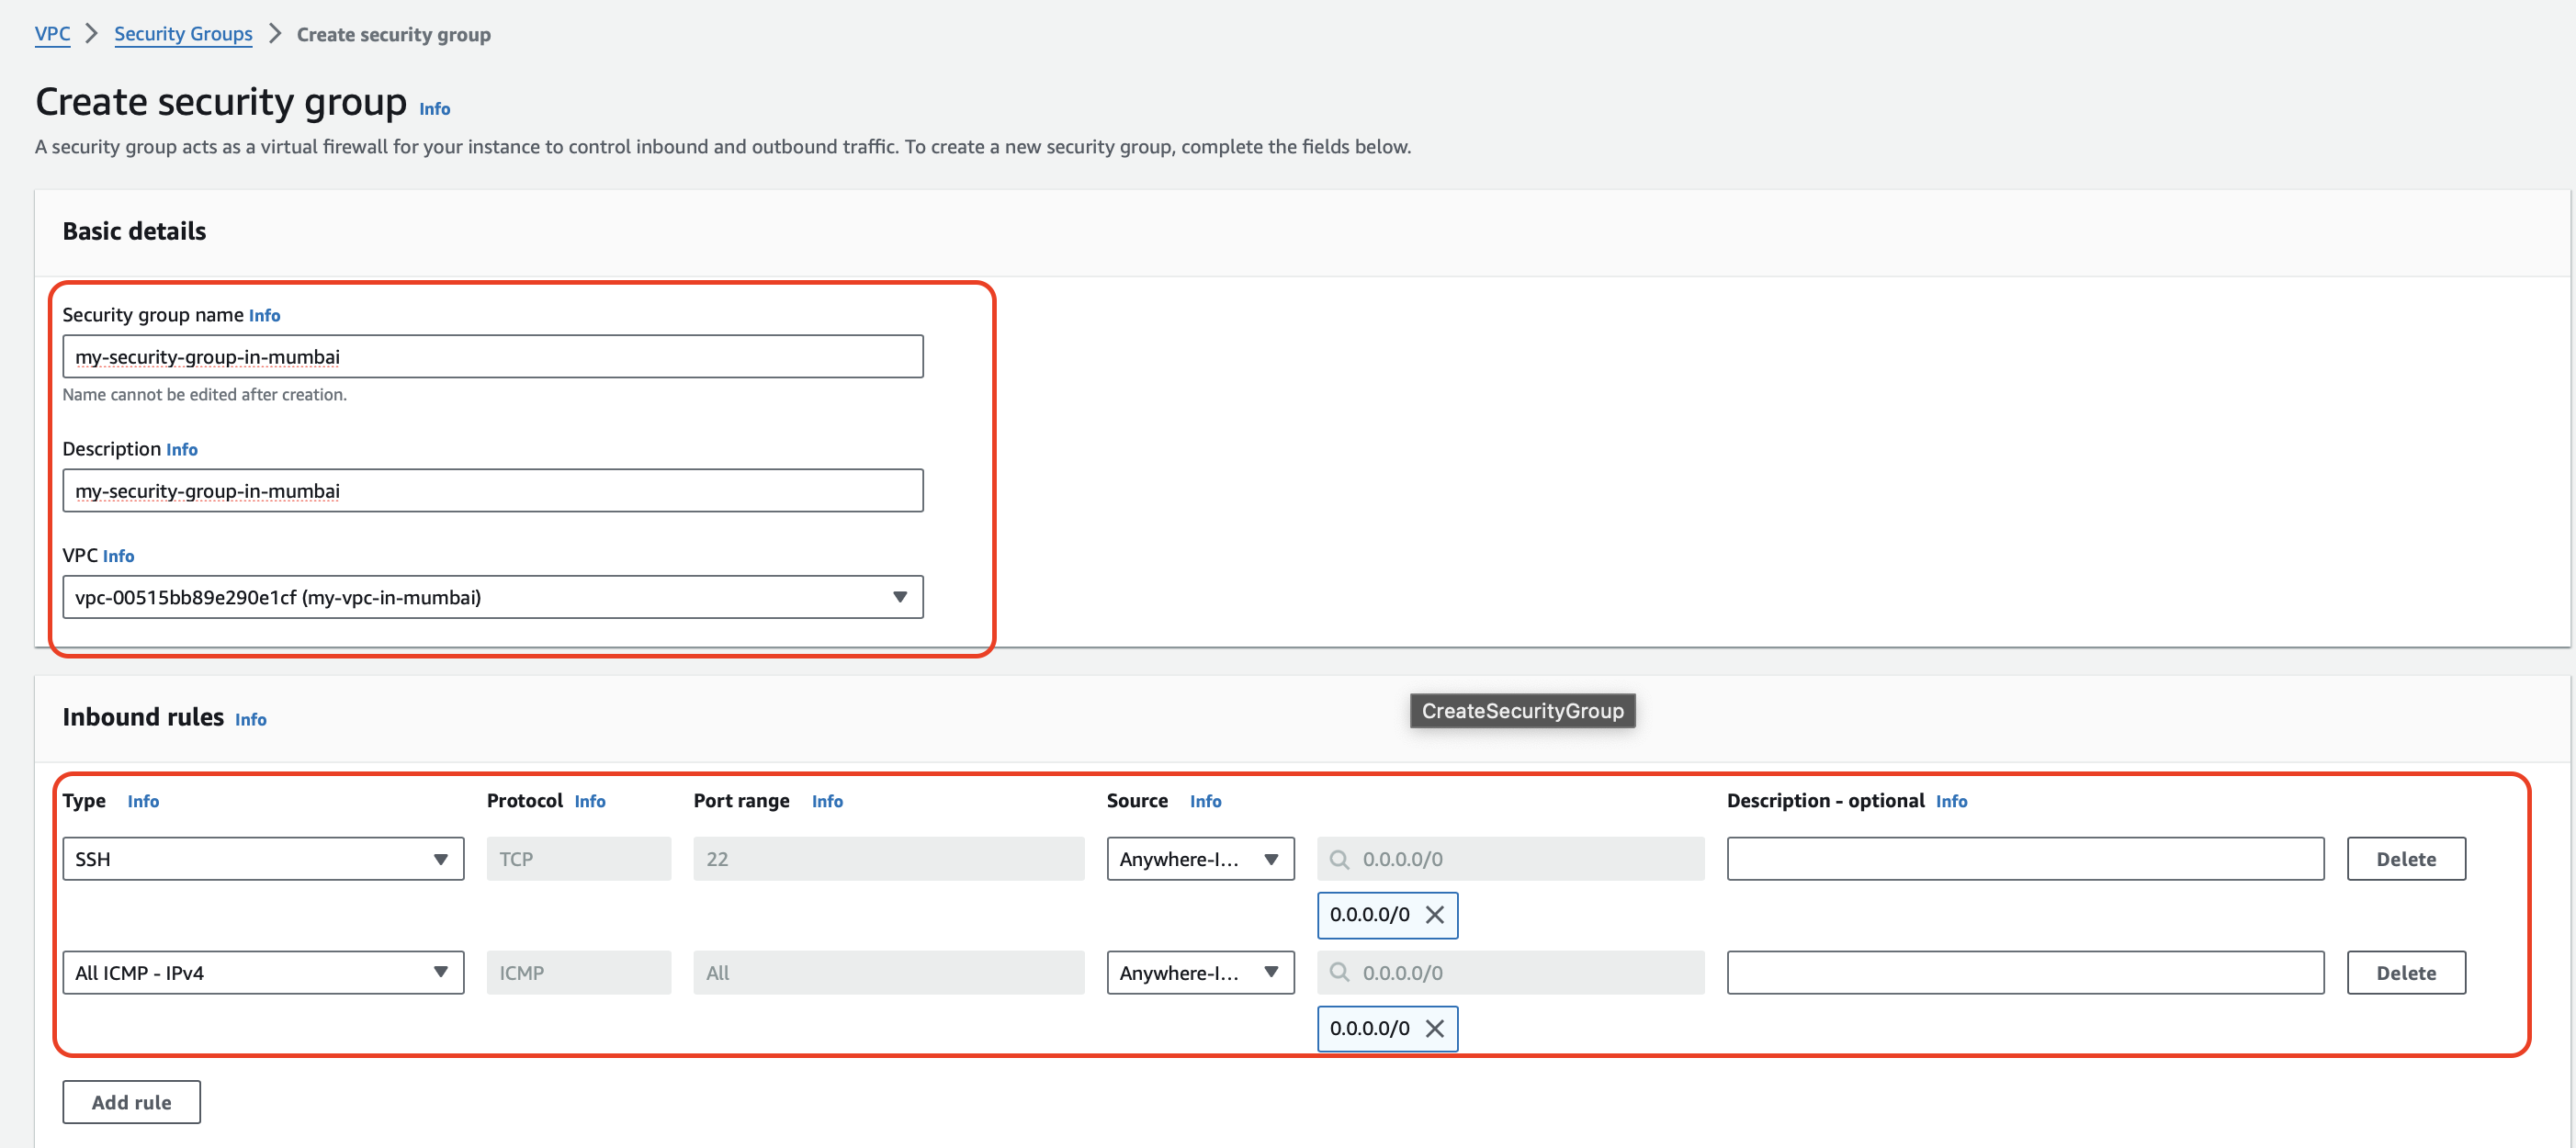 VPC > Security Groups > Create security group
Create security group Info
A security group acts as a virtual firewall for your instance to control inbound and outbound traffic. To create a new security group, complete the fields below.
Basic details
Security group name Info
my-security-group-in-mumbai
Name cannot be edited after creation.
Description Info
my-security-group-in-mumbai
VPC Info
vpc-00515bb89e290e1cf (my-vpc-in-mumbai)
Inbound rules Info
CreateSecurityGroup
Type Info Protocol Info Port range Info Source Info Description - optional Info
SSH TCP 22 Anywhere-I... 0.0.0.0/0 Delete
0.0.0.0/0
All ICMP - IPv4 ICMP All Anywhere-I... 0.0.0.0/0 Delete
0.0.0.0/0
Add rule